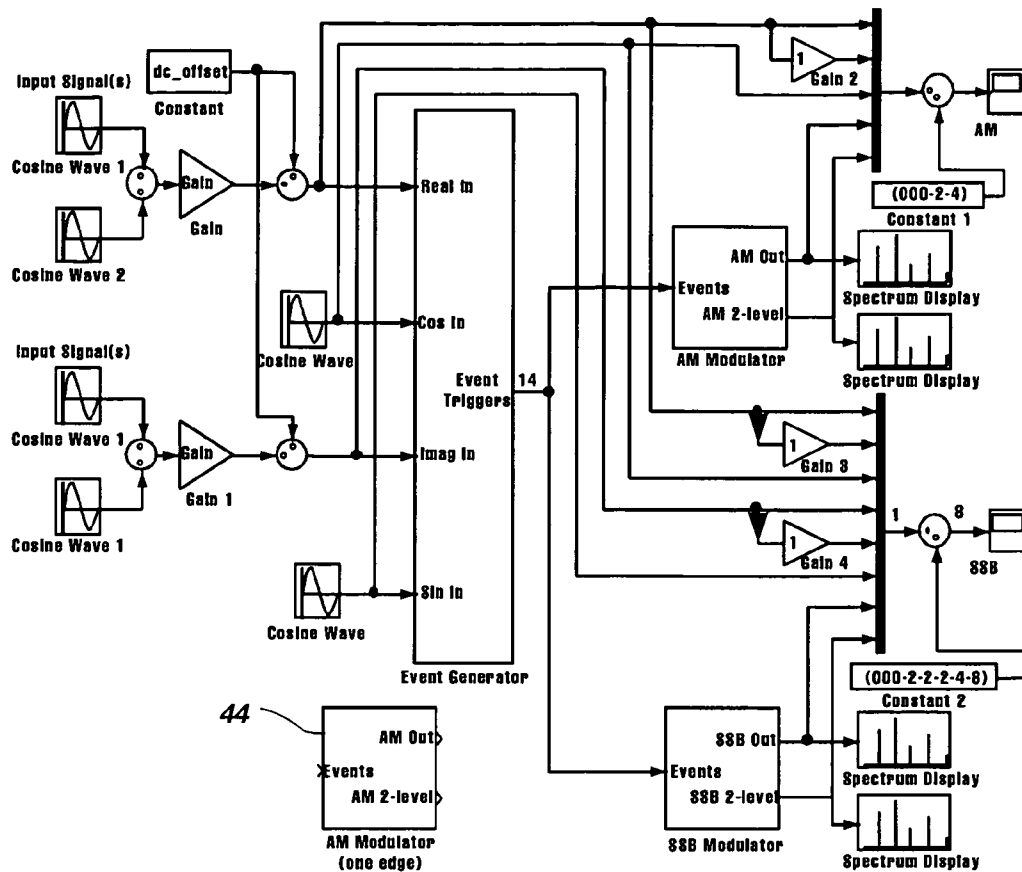 Input Signal(s)
Cosine Wave 1
Cosine Wave 2
dc_offset
Constant
Gain
Gain
Real In
Cos In
Cosine Wave
Event
Triggers
14
Imag In
Sin In
Cosine Wave
Event Generator
Input Signal(s)
Cosine Wave 1
Cosine Wave 1
Gain
Gain 1
1
Gain 2
AM
(000-2-4)
Constant 1
AM Out
Events
AM 2-level
AM Modulator
Spectrum Display
Spectrum Display
1
Gain 3
1
Gain 4
1
8
SSB
(000-2-2-2-4-8)
Constant 2
SSB Out
Events
SSB 2-level
SSB Modulator
Spectrum Display
Spectrum Display
44
AM Out
Events
AM 2-level
AM Modulator
(one edge)